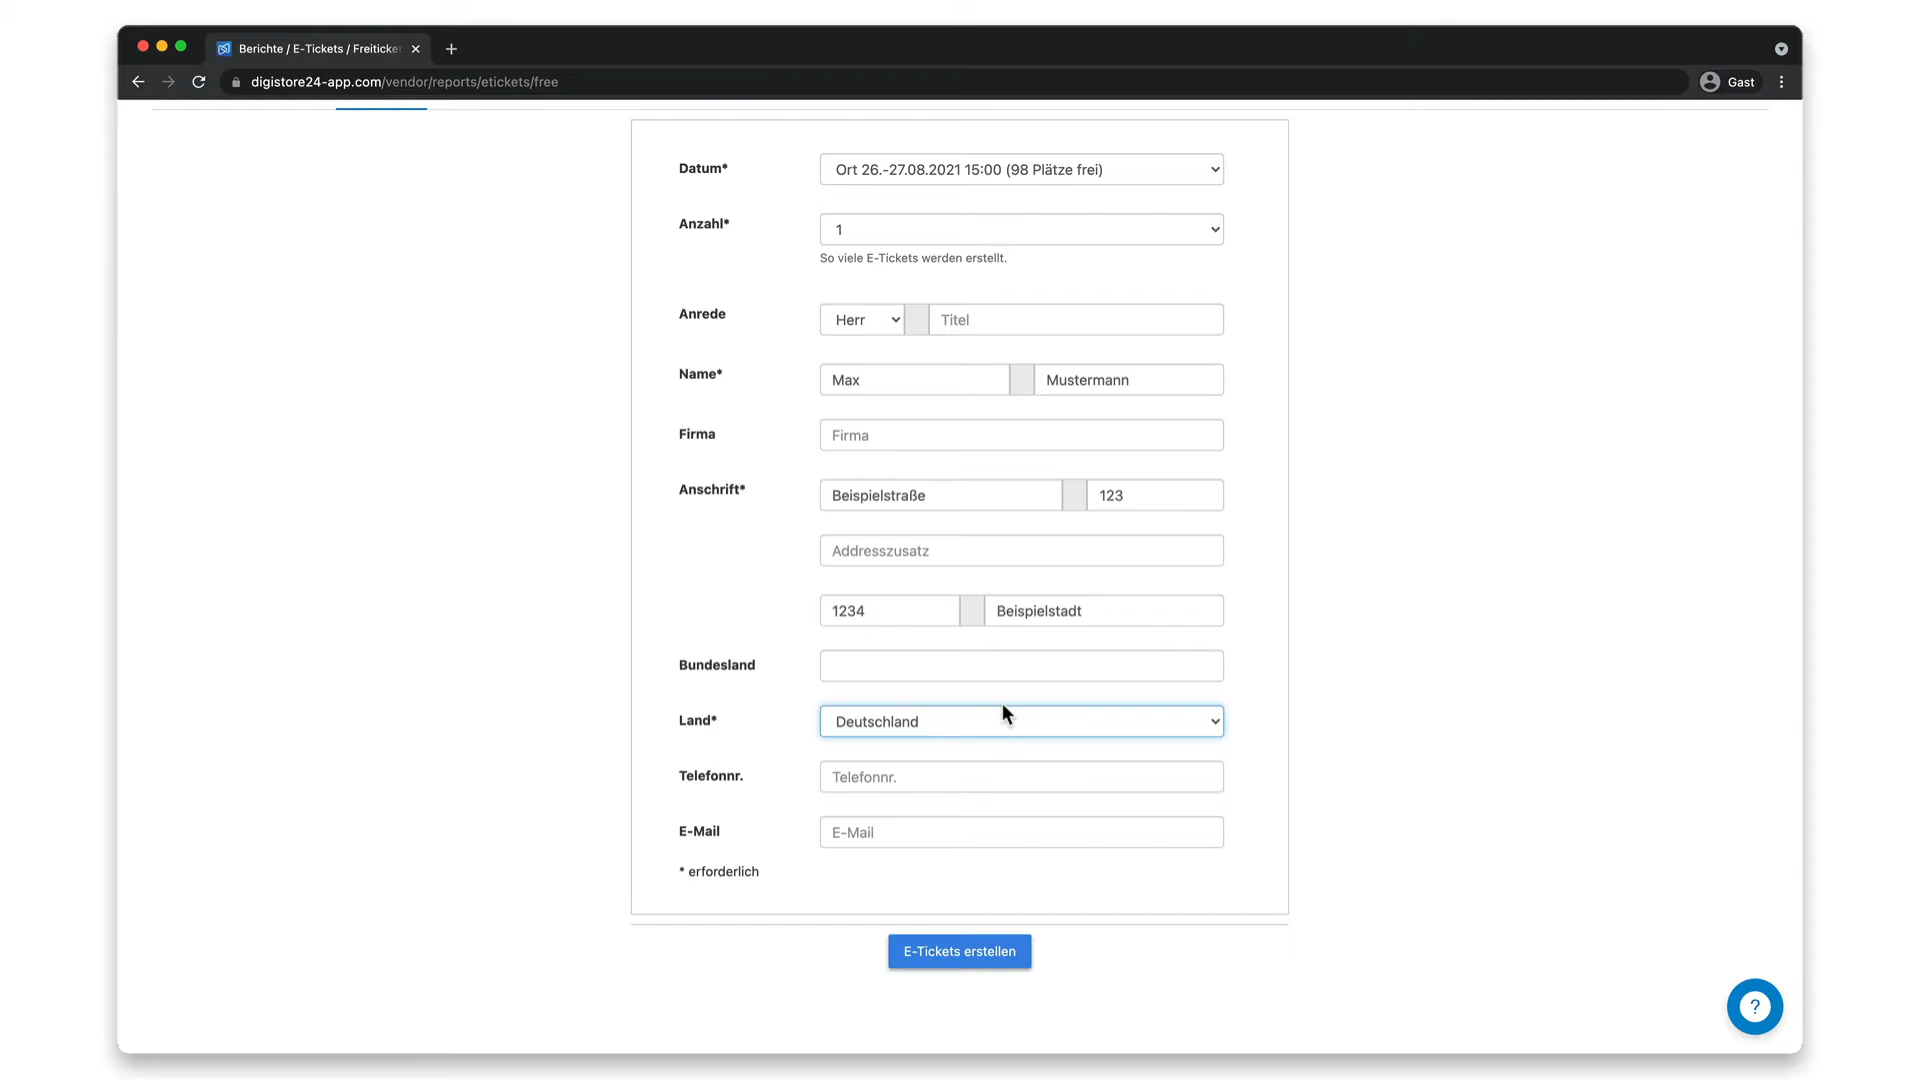 Berichte / E-Tickets / Freiticke
digistore24-app.com/vendor/reports/etickets/free
Gast
Datum*
Ort 26.-27.08.2021 15:00 (98 Plätze frei)
Anzahl*
1
So viele E-Tickets werden erstellt.
Anrede
Herr
Titel
Name*
Max
Mustermann
Firma
Firma
Anschrift*
Beispielstraße
123
Addresszusatz
1234
Beispielstadt
Bundesland
Land*
Deutschland
Telefonnr.
Telefonnr.
E-Mail
E-Mail
* erforderlich
E-Tickets erstellen
?